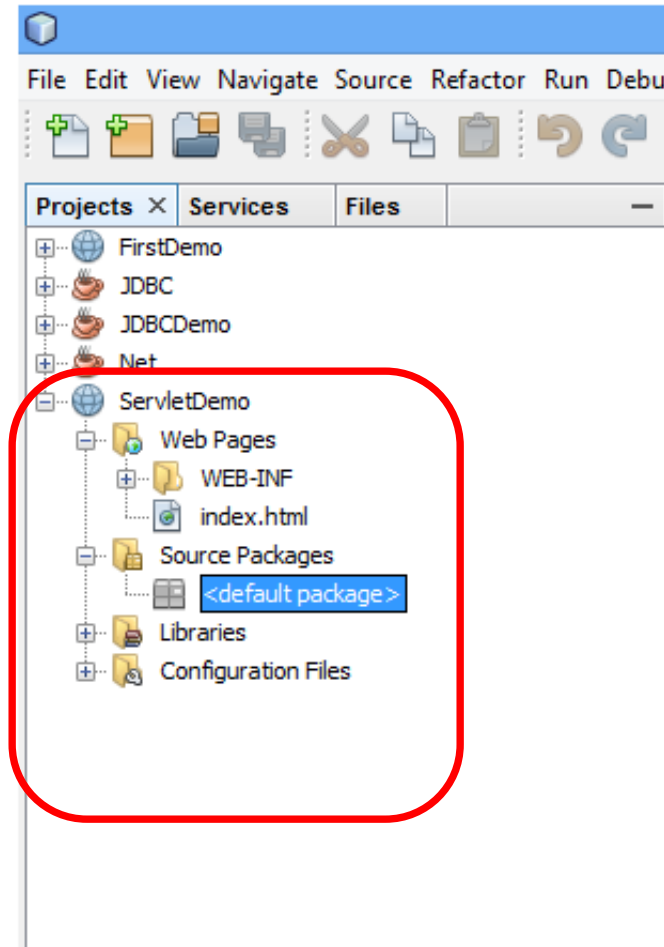 File Edit View Navigate Source Refactor Run Debu
Projects Services Files
FirstDemo
JDBC
JDBCDemo
Net
ServletDemo
Web Pages
WEB-INF
index.html
Source Packages
<default package>
Libraries
Configuration Files